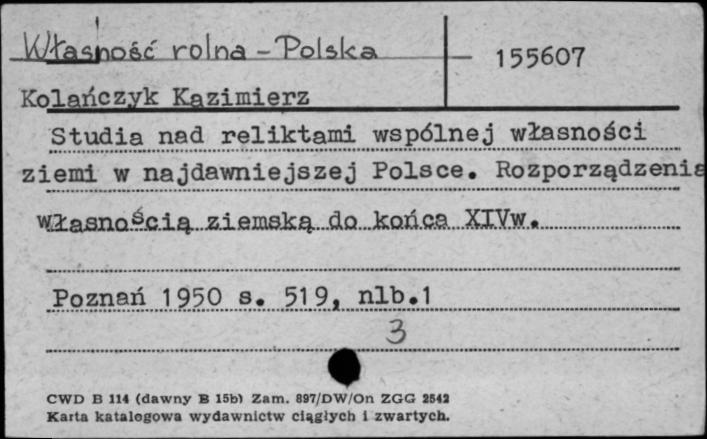 Własność rolna - Polska
— 155607
Kolańczyk Kazimierz
Studia nad reliktami wspólnej własności
ziemi w najdawniejszej Polsce. Rozporządzenia
własnością ziemską do końca XIVw.
Poznań 1950 s. 519, nlb.1
3
CWD B 114 (dawny B 15b) Zam. 897/DW/On ZGG 2542
Karta katalogowa wydawnictw ciągłych i zwartych.